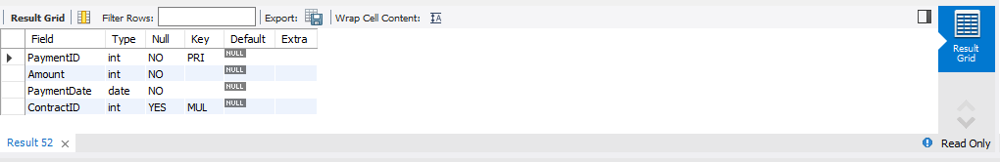 Result Grid Filter Rows: Export: Wrap Cell Content:
Field Type Null Key Default Extra
PaymentID int NO PRI NULL
Amount int NO NULL
PaymentDate date NO NULL
ContractID int YES MUL NULL
Result Grid
Result 52 Read Only